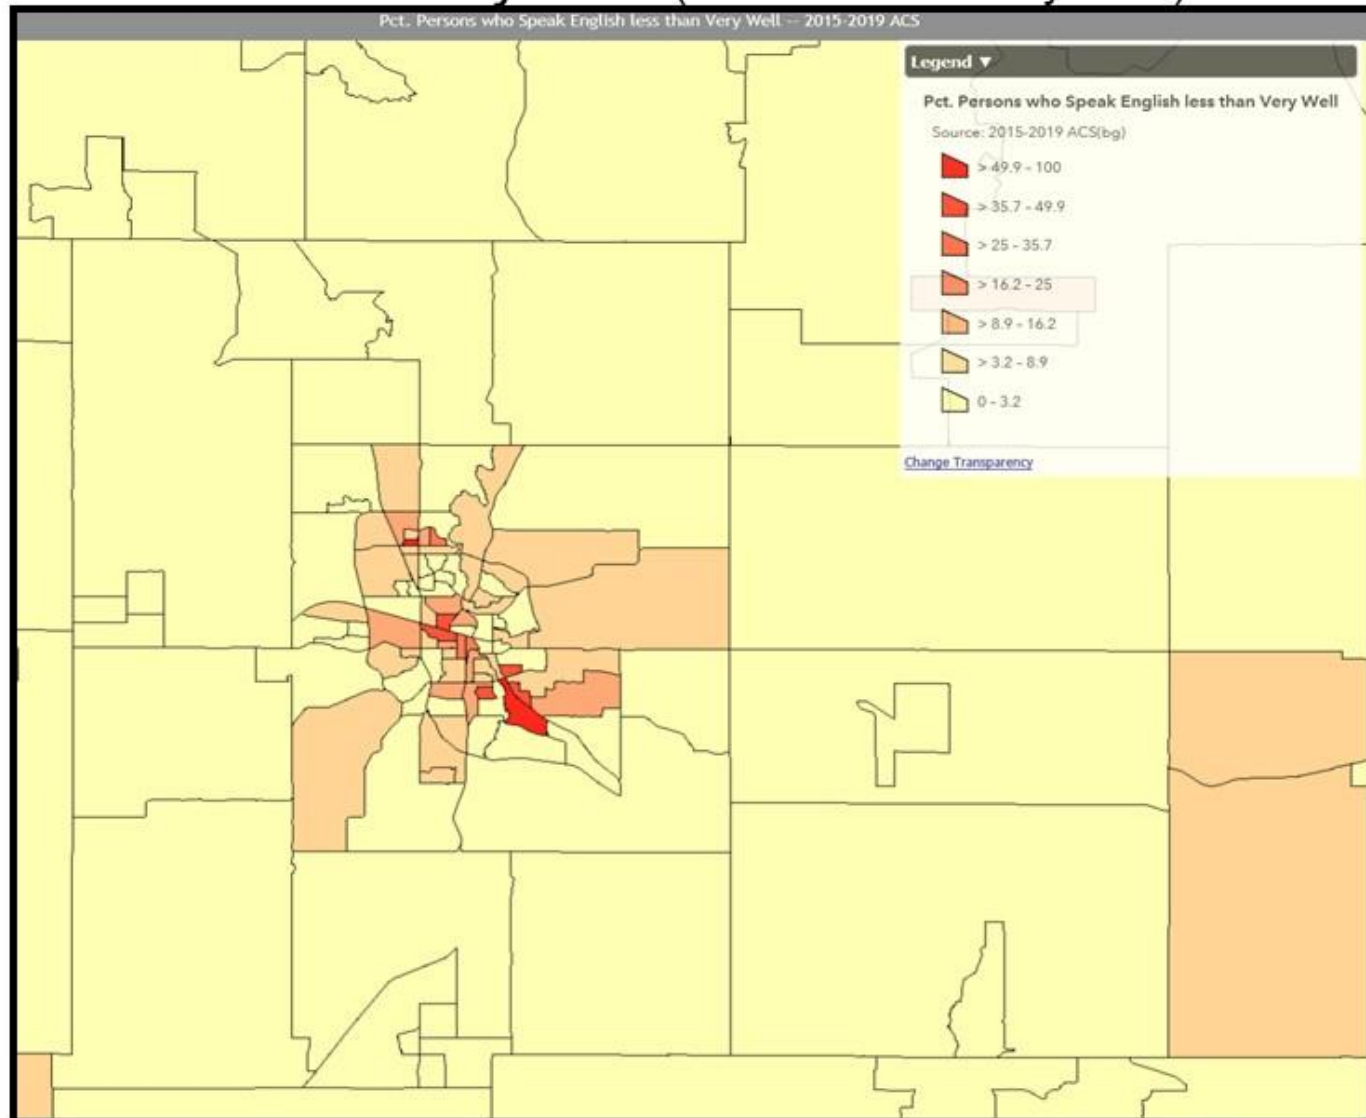 Pct. Persons who Speak English less than Very Well -- 2015-2019 ACS
Legend ▼
Pct. Persons who Speak English less than Very Well
Source: 2015-2019 ACS(bg)
> 49.9 - 100
> 35.7 - 49.9
> 25 - 35.7
> 16.2 - 25
> 8.9 - 16.2
> 3.2 - 8.9
0 - 3.2
Change Transparency